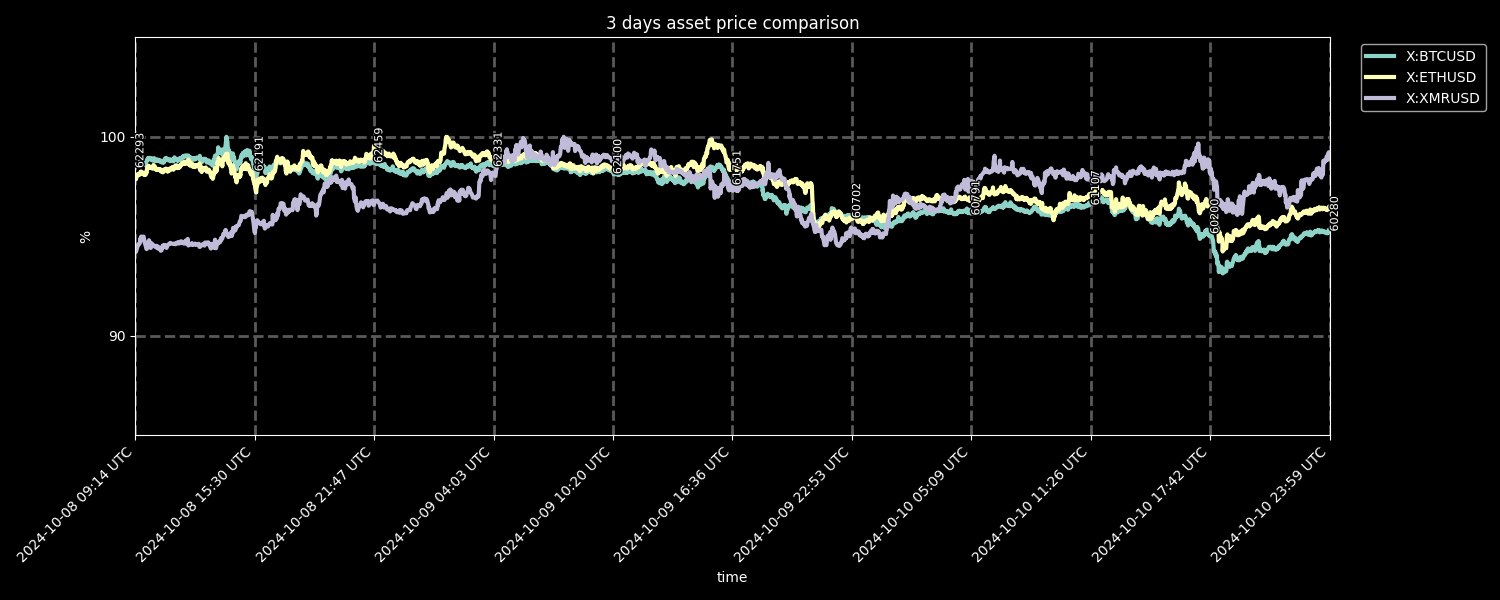 3 days asset price comparison
X:BTCUSD
X:ETHUSD
X:XMRUSD
100
90
%
62293
62191
62459
62331
62100
61751
60702
60791
61107
60200
60280
2024-10-08 09:14 UTC
2024-10-08 15:30 UTC
2024-10-08 21:47 UTC
2024-10-09 04:03 UTC
2024-10-09 10:20 UTC
2024-10-09 16:36 UTC
2024-10-09 22:53 UTC
2024-10-10 05:09 UTC
2024-10-10 11:26 UTC
2024-10-10 17:42 UTC
2024-10-10 23:59 UTC
time